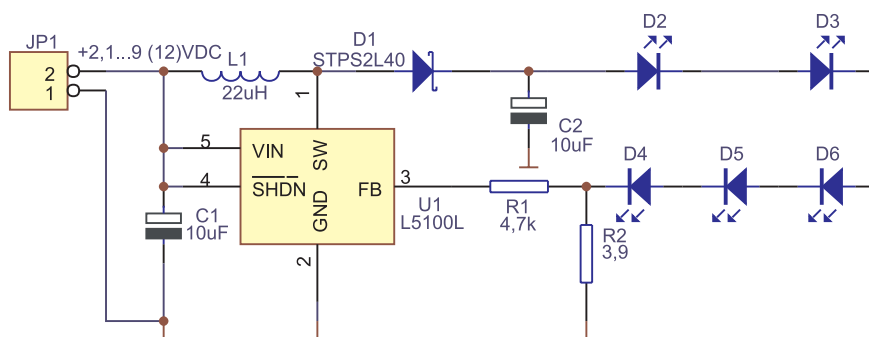 JP1
+2,1...9 (12)VDC
2
1
L1
22uH
D1
STPS2L40
D2
D3
1
C2
10uF
5
4
VIN
SHDN
SW
GND
FB
3
U1
L5100L
R1
4,7k
D4
D5
D6
C1
10uF
2
R2
3,9